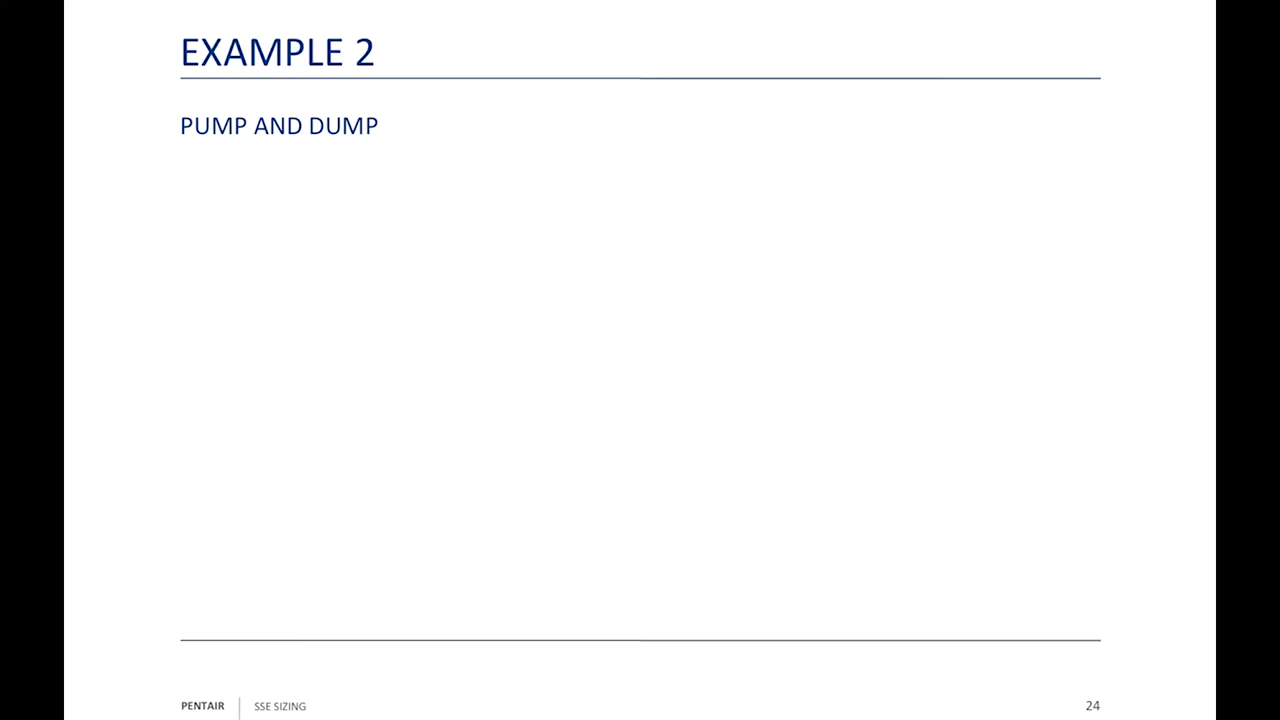 EXAMPLE 2
PUMP AND DUMP
PENTAIR
SSE SIZING
24